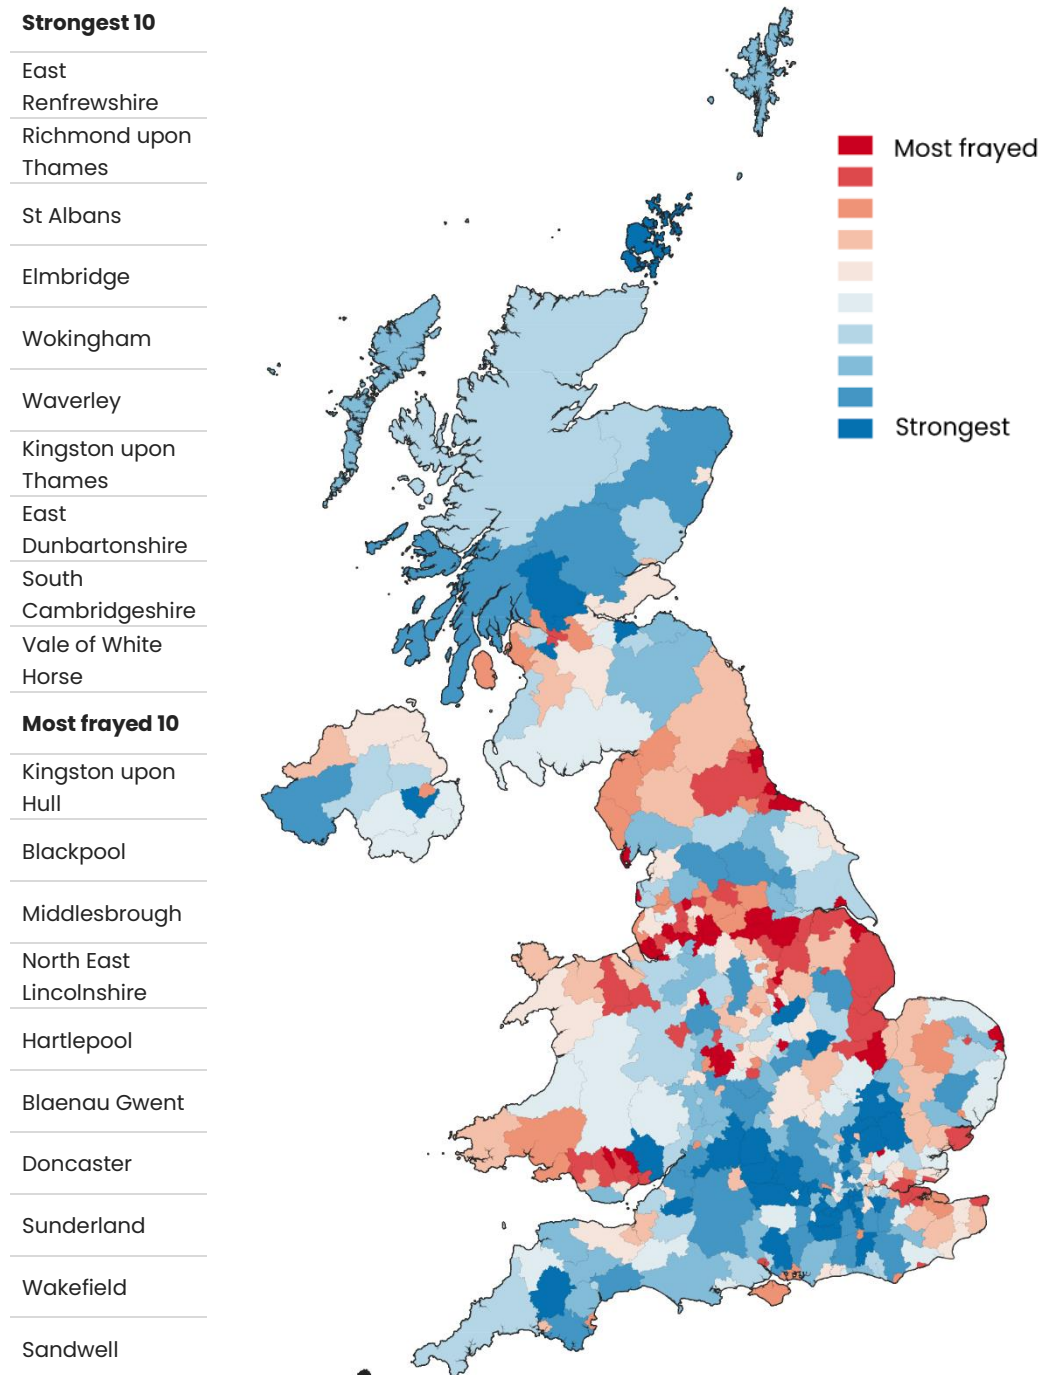 Strongest 10
East
Renfrewshire
Richmond upon
Thames
St Albans
Elmbridge
Wokingham
Waverley
Kingston upon
Thames
East
Dunbartonshire
South
Cambridgeshire
Vale of White
Horse
Most frayed 10
Kingston upon
Hull
Blackpool
Middlesbrough
North East
Lincolnshire
Hartlepool
Blaenau Gwent
Doncaster
Sunderland
Wakefield
Sandwell
Most frayed
Strongest